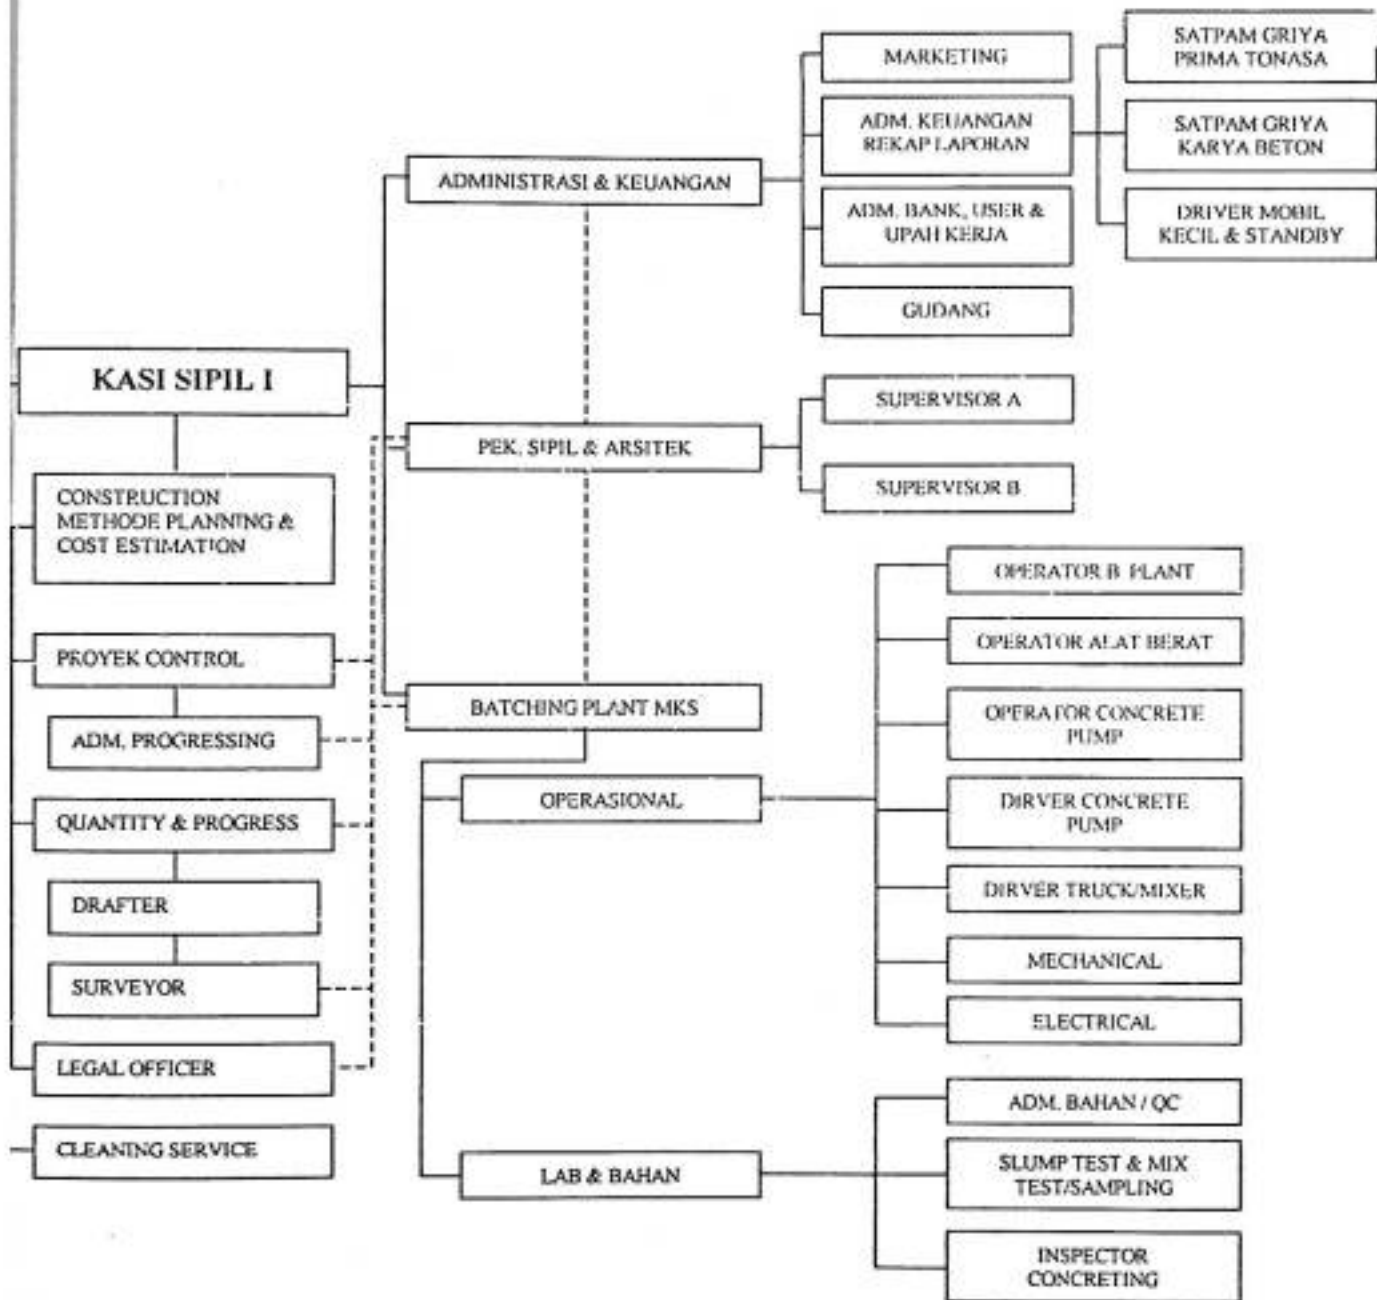 KASI SIPIL I
CONSTRUCTION
METHODE PLANNING &
COST ESTIMATION
PROYEK CONTROL
ADM. PROGRESSING
QUANTITY & PROGRESS
DRAFTER
SURVEYOR
LEGAL OFFICER
CLEANING SERVICE
ADMINISTRASI & KEUANGAN
MARKETING
ADM. KEUANGAN
REKAP LAPORAN
ADM. BANK, USER &
UPAH KERJA
GUDANG
SATPAM GRIYA
PRIMA TONASA
SATPAM GRIYA
KARYA BETON
DRIVER MOBIL
KECIL & STANDBY
PEK. SIPIL & ARSITEK
SUPERVISOR A
SUPERVISOR B
BATCHING PLANT MKS
OPERASIONAL
OPERATOR B PLANT
OPERATOR ALAT BERAT
OPERATOR CONCRETE
PUMP
DIRVER CONCRETE
PUMP
DIRVER TRUCK/MIXER
MECHANICAL
ELECTRICAL
LAB & BAHAN
ADM. BAHAN / QC
SLUMP TEST & MIX
TEST/SAMPLING
INSPECTOR
CONCRETING